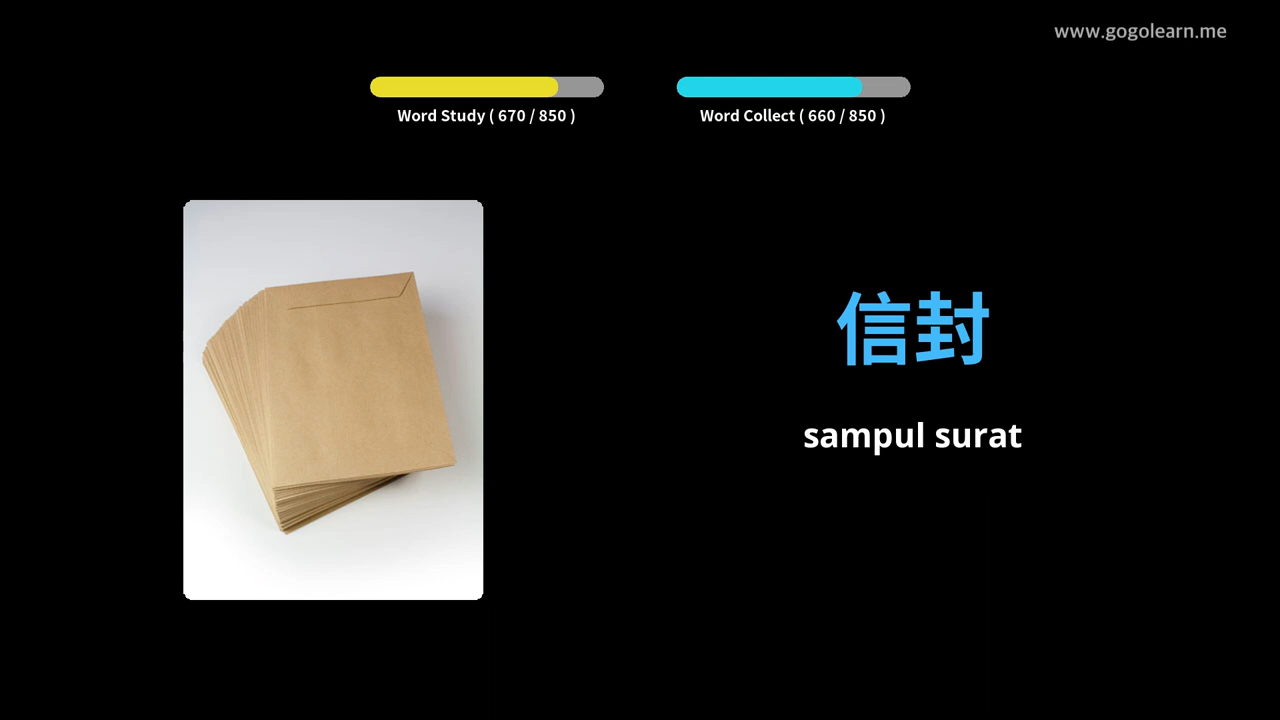 www.gogolearn.me
Word Study ( 670 / 850 )
Word Collect ( 660 / 850 )
信封
sampul surat